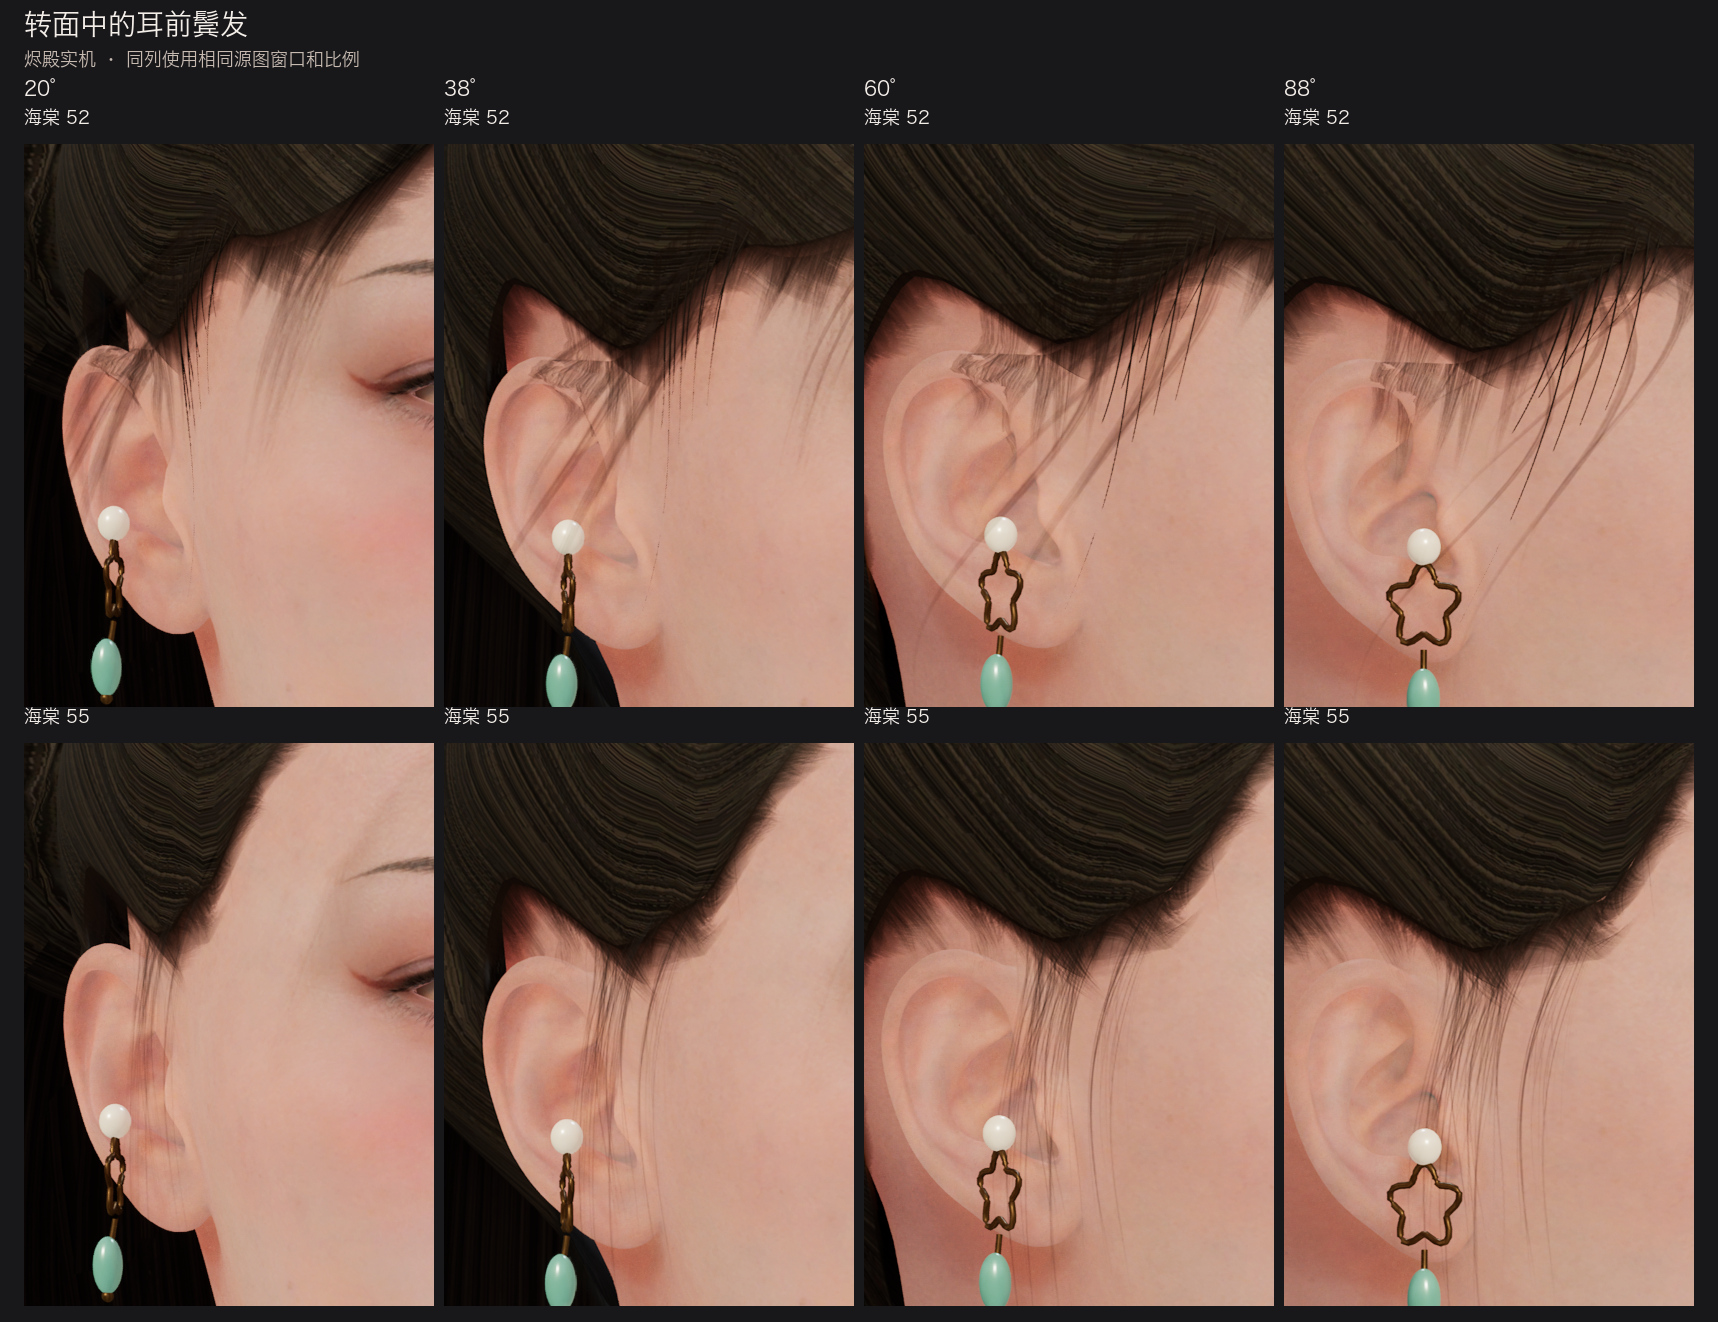 转面中的耳前鬓发
烬殿实机 · 同列使用相同源图窗口和比例
20° 38° 60° 88°
海棠 52 海棠 52 海棠 52 海棠 52
海棠 55 海棠 55 海棠 55 海棠 55